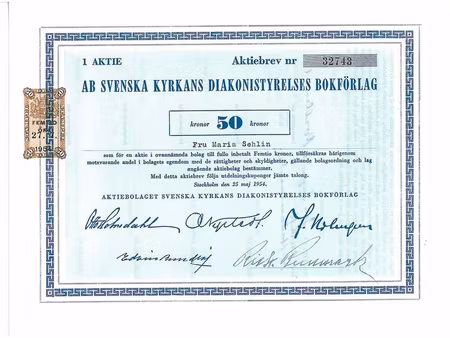 1 AKTIE Aktiebrev nr 32743
AB SVENSKA KYRKANS DIAKONISTYRELSES BOKFÖRLAG
kronor 50 kronor
Fru Maria Sehlin
som för en aktie i ovannämnda bolag till fullo inbetalt Femtio kronor, tillförsäkras härigenom
motsvarande andel i bolagets egendom med de rättigheter och skyldigheter, gällande bolagsordning och lag
angående aktiebolag bestämmer.
Med detta aktiebrev följa utdelningskuponger jämte talong.
Stockholm den 25 maj 1954.
AKTIEBOLAGET SVENSKA KYRKANS DIAKONISTYRELSES BOKFÖRLAG